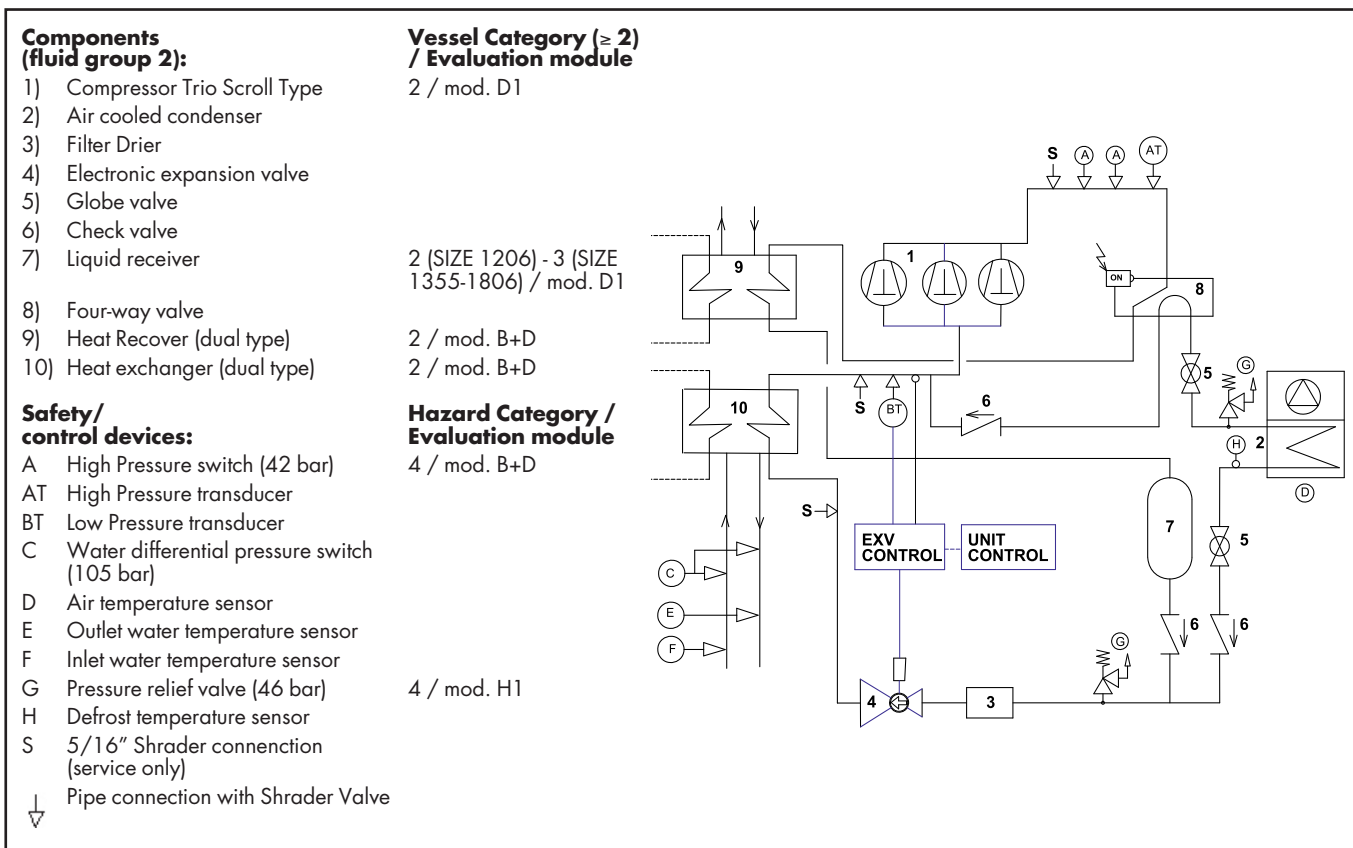 Components
(fluid group 2):
Vessel Category (≥ 2)
/ Evaluation module
1) Compressor Trio Scroll Type 2 / mod. D1
2) Air cooled condenser
3) Filter Drier
4) Electronic expansion valve
5) Globe valve
6) Check valve
7) Liquid receiver 2 (SIZE 1206) - 3 (SIZE
1355-1806) / mod. D1
8) Four-way valve
9) Heat Recover (dual type) 2 / mod. B+D
10) Heat exchanger (dual type) 2 / mod. B+D
Safety/
control devices:
Hazard Category /
Evaluation module
A High Pressure switch (42 bar) 4 / mod. B+D
AT High Pressure transducer
BT Low Pressure transducer
C Water differential pressure switch
(105 bar)
D Air temperature sensor
E Outlet water temperature sensor
F Inlet water temperature sensor
G Pressure relief valve (46 bar) 4 / mod. H1
H Defrost temperature sensor
S 5/16” Shrader connenction
(service only)
Pipe connection with Shrader Valve
S A A AT
9
1
ON
8
5
G
6
10
S
BT
H
2
D
S
EXV
CONTROL
UNIT
CONTROL
7
5
C
E
F
6
6
G
4
3